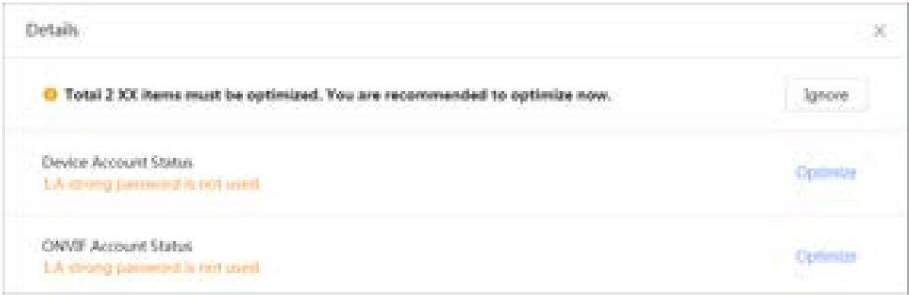 Details
Total 2 XX items must be optimized. You are recommended to optimize now.
Ignore
Device Account Status
1.A strong password is not used.
Optimize
ONVIF Account Status
1.A strong password is not used.
Optimize